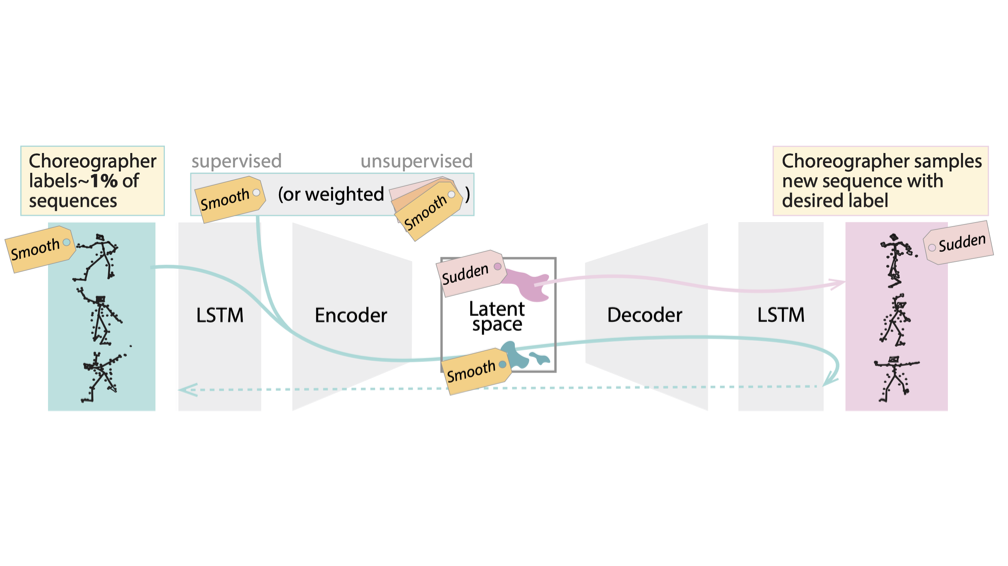 Choreographer
labels~1% of
sequences
supervised
unsupervised
Smooth
(or weighted
Smooth
)
Choreographer samples
new sequence with
desired label
Smooth
Sudden
Sudden
LSTM
Encoder
Latent
space
Decoder
LSTM
Smooth